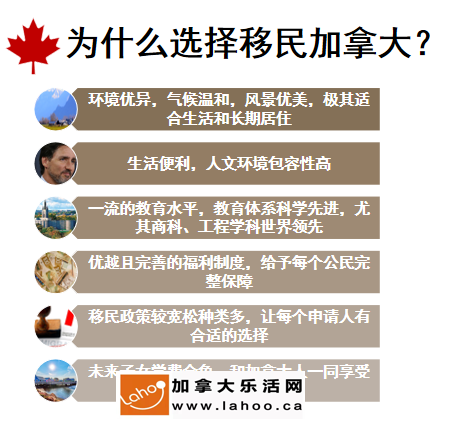 为什么选择移民加拿大？
环境优异，气候温和，风景优美，极其适
合生活和长期居住
生活便利，人文环境包容性高
一流的教育水平，教育体系科学先进，尤
其商科、工程学科世界领先
优越且完善的福利制度，给予每个公民完
整保障
移民政策较宽松种类多，让每个申请人有
合适的选择
未来子女学费全免，和加拿大人一同享受
Lahoo
加拿大乐活网
www.lahoo.ca